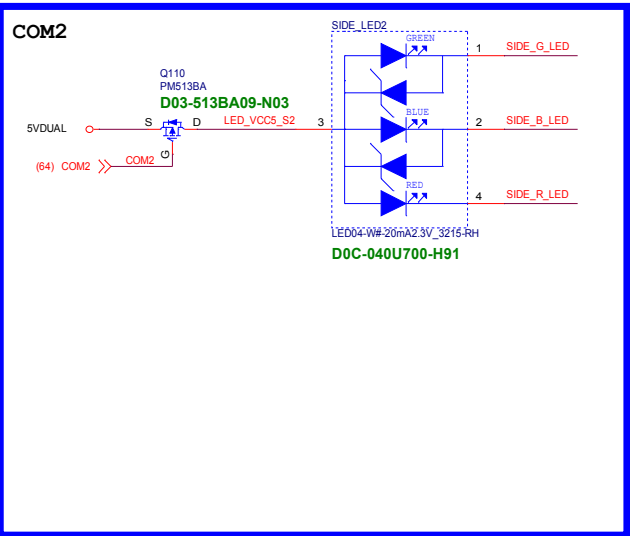 COM2
SIDE_LED2
GREEN
1
SIDE_G_LED
Q110
PM513BA
D03-513BA09-N03
5VDUAL
S
D
LED_VCC5_S2
3
BLUE
2
SIDE_B_LED
G
(64) COM2
COM2
RED
4
SIDE_R_LED
LED04-W#-20mA2.3V_3215-RH
D0C-040U700-H91